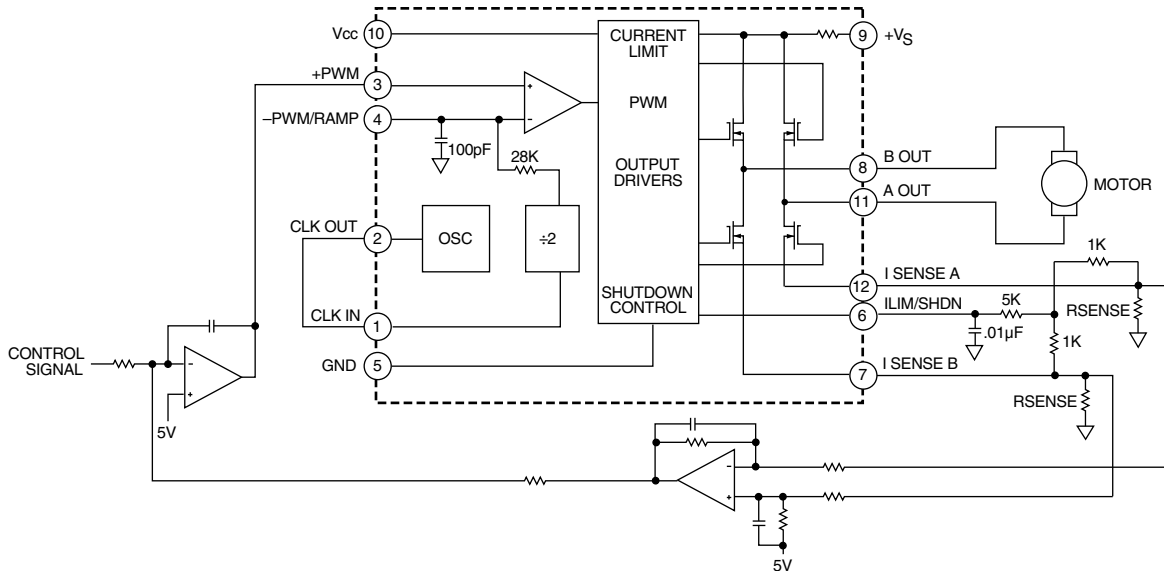 Vcc
10
CURRENT
LIMIT
9
+VS
+PWM
3
+
PWM
–PWM/RAMP
4
–
100pF
28K
OUTPUT
DRIVERS
8
B OUT
MOTOR
11
A OUT
CLK OUT
2
OSC
÷2
1K
12
I SENSE A
SHUTDOWN
CONTROL
6
ILIM/SHDN
5K
RSENSE
CLK IN
1
.01µF
1K
CONTROL
SIGNAL
–
+
5V
GND
5
7
I SENSE B
RSENSE
–
+
5V